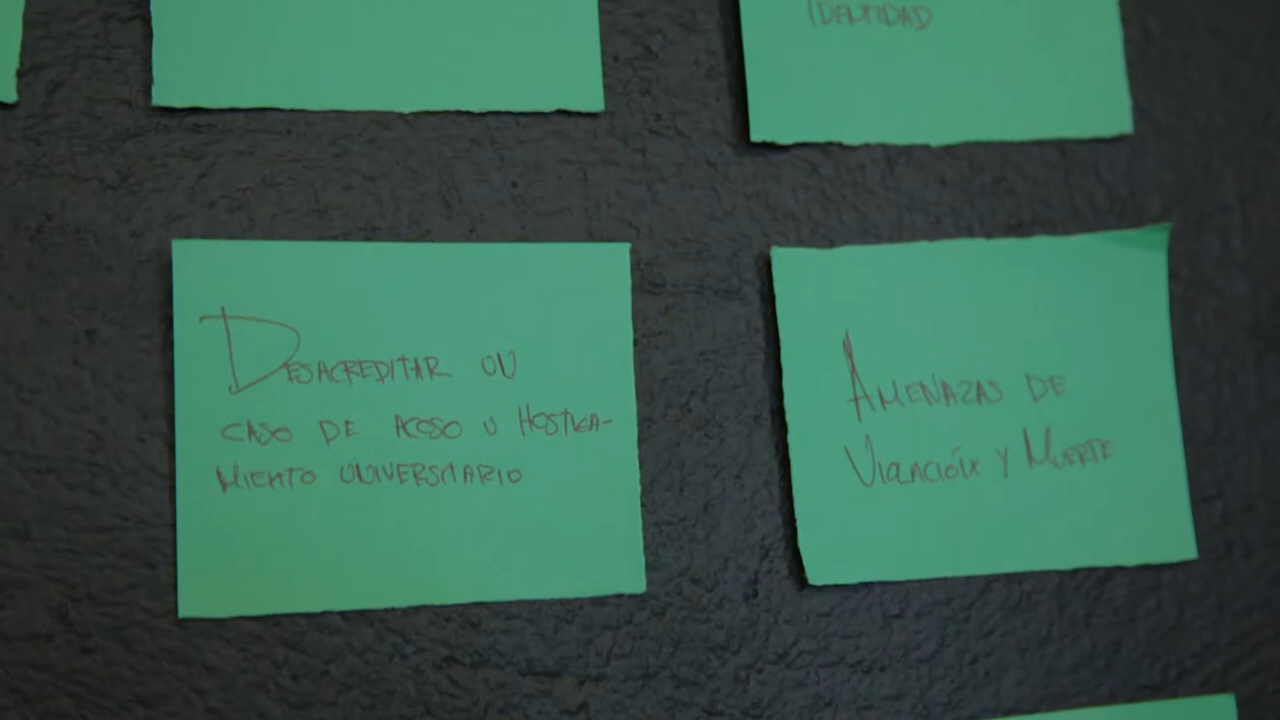 IDENTIDAD
DESACREDITAR UN
CASO DE ACOSO U HOSTIGA-
MIENTO UNIVERSITARIO
AMENAZAS DE
VIOLACIÓN Y MUERTE